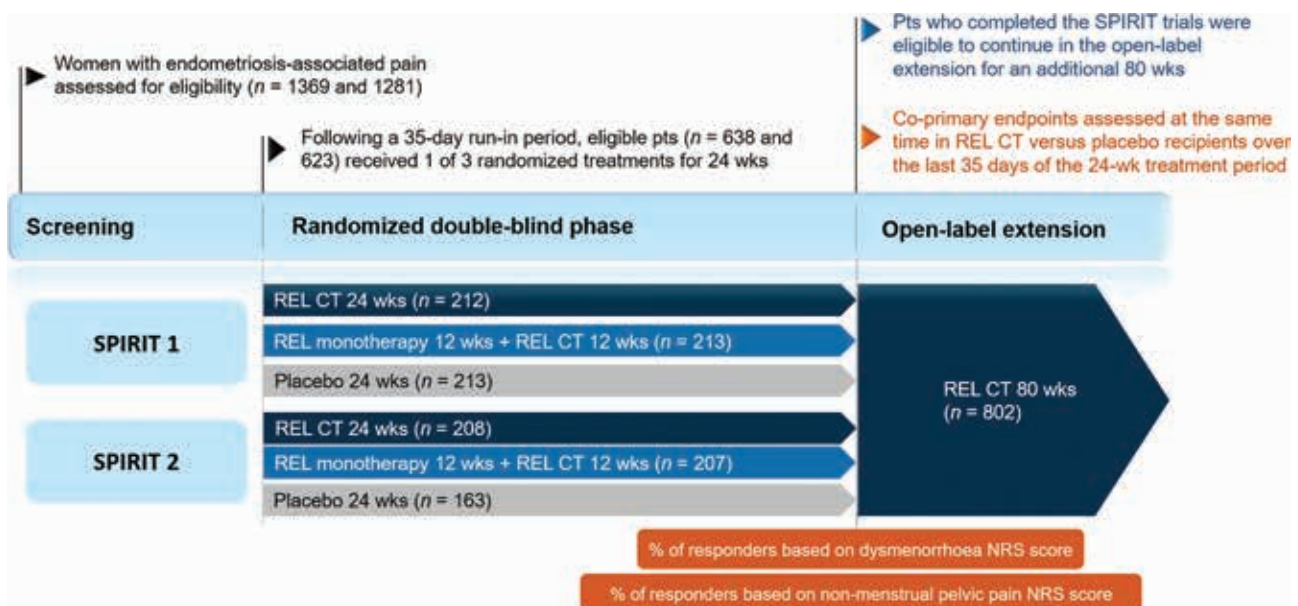 Women with endometriosis-associated pain
assessed for eligibility (n = 1369 and 1281)
Following a 35-day run-in period, eligible pts (n = 638 and
623) received 1 of 3 randomized treatments for 24 wks
Pts who completed the SPIRIT trials were
eligible to continue in the open-label
extension for an additional 80 wks
Co-primary endpoints assessed at the same
time in REL CT versus placebo recipients over
the last 35 days of the 24-wk treatment period
Screening
Randomized double-blind phase
Open-label extension
SPIRIT 1
REL CT 24 wks (n = 212)
REL monotherapy 12 wks + REL CT 12 wks (n = 213)
Placebo 24 wks (n = 213)
SPIRIT 2
REL CT 24 wks (n = 208)
REL monotherapy 12 wks + REL CT 12 wks (n = 207)
Placebo 24 wks (n = 163)
REL CT 80 wks
(n = 802)
% of responders based on dysmenorrhoea NRS score
% of responders based on non-menstrual pelvic pain NRS score